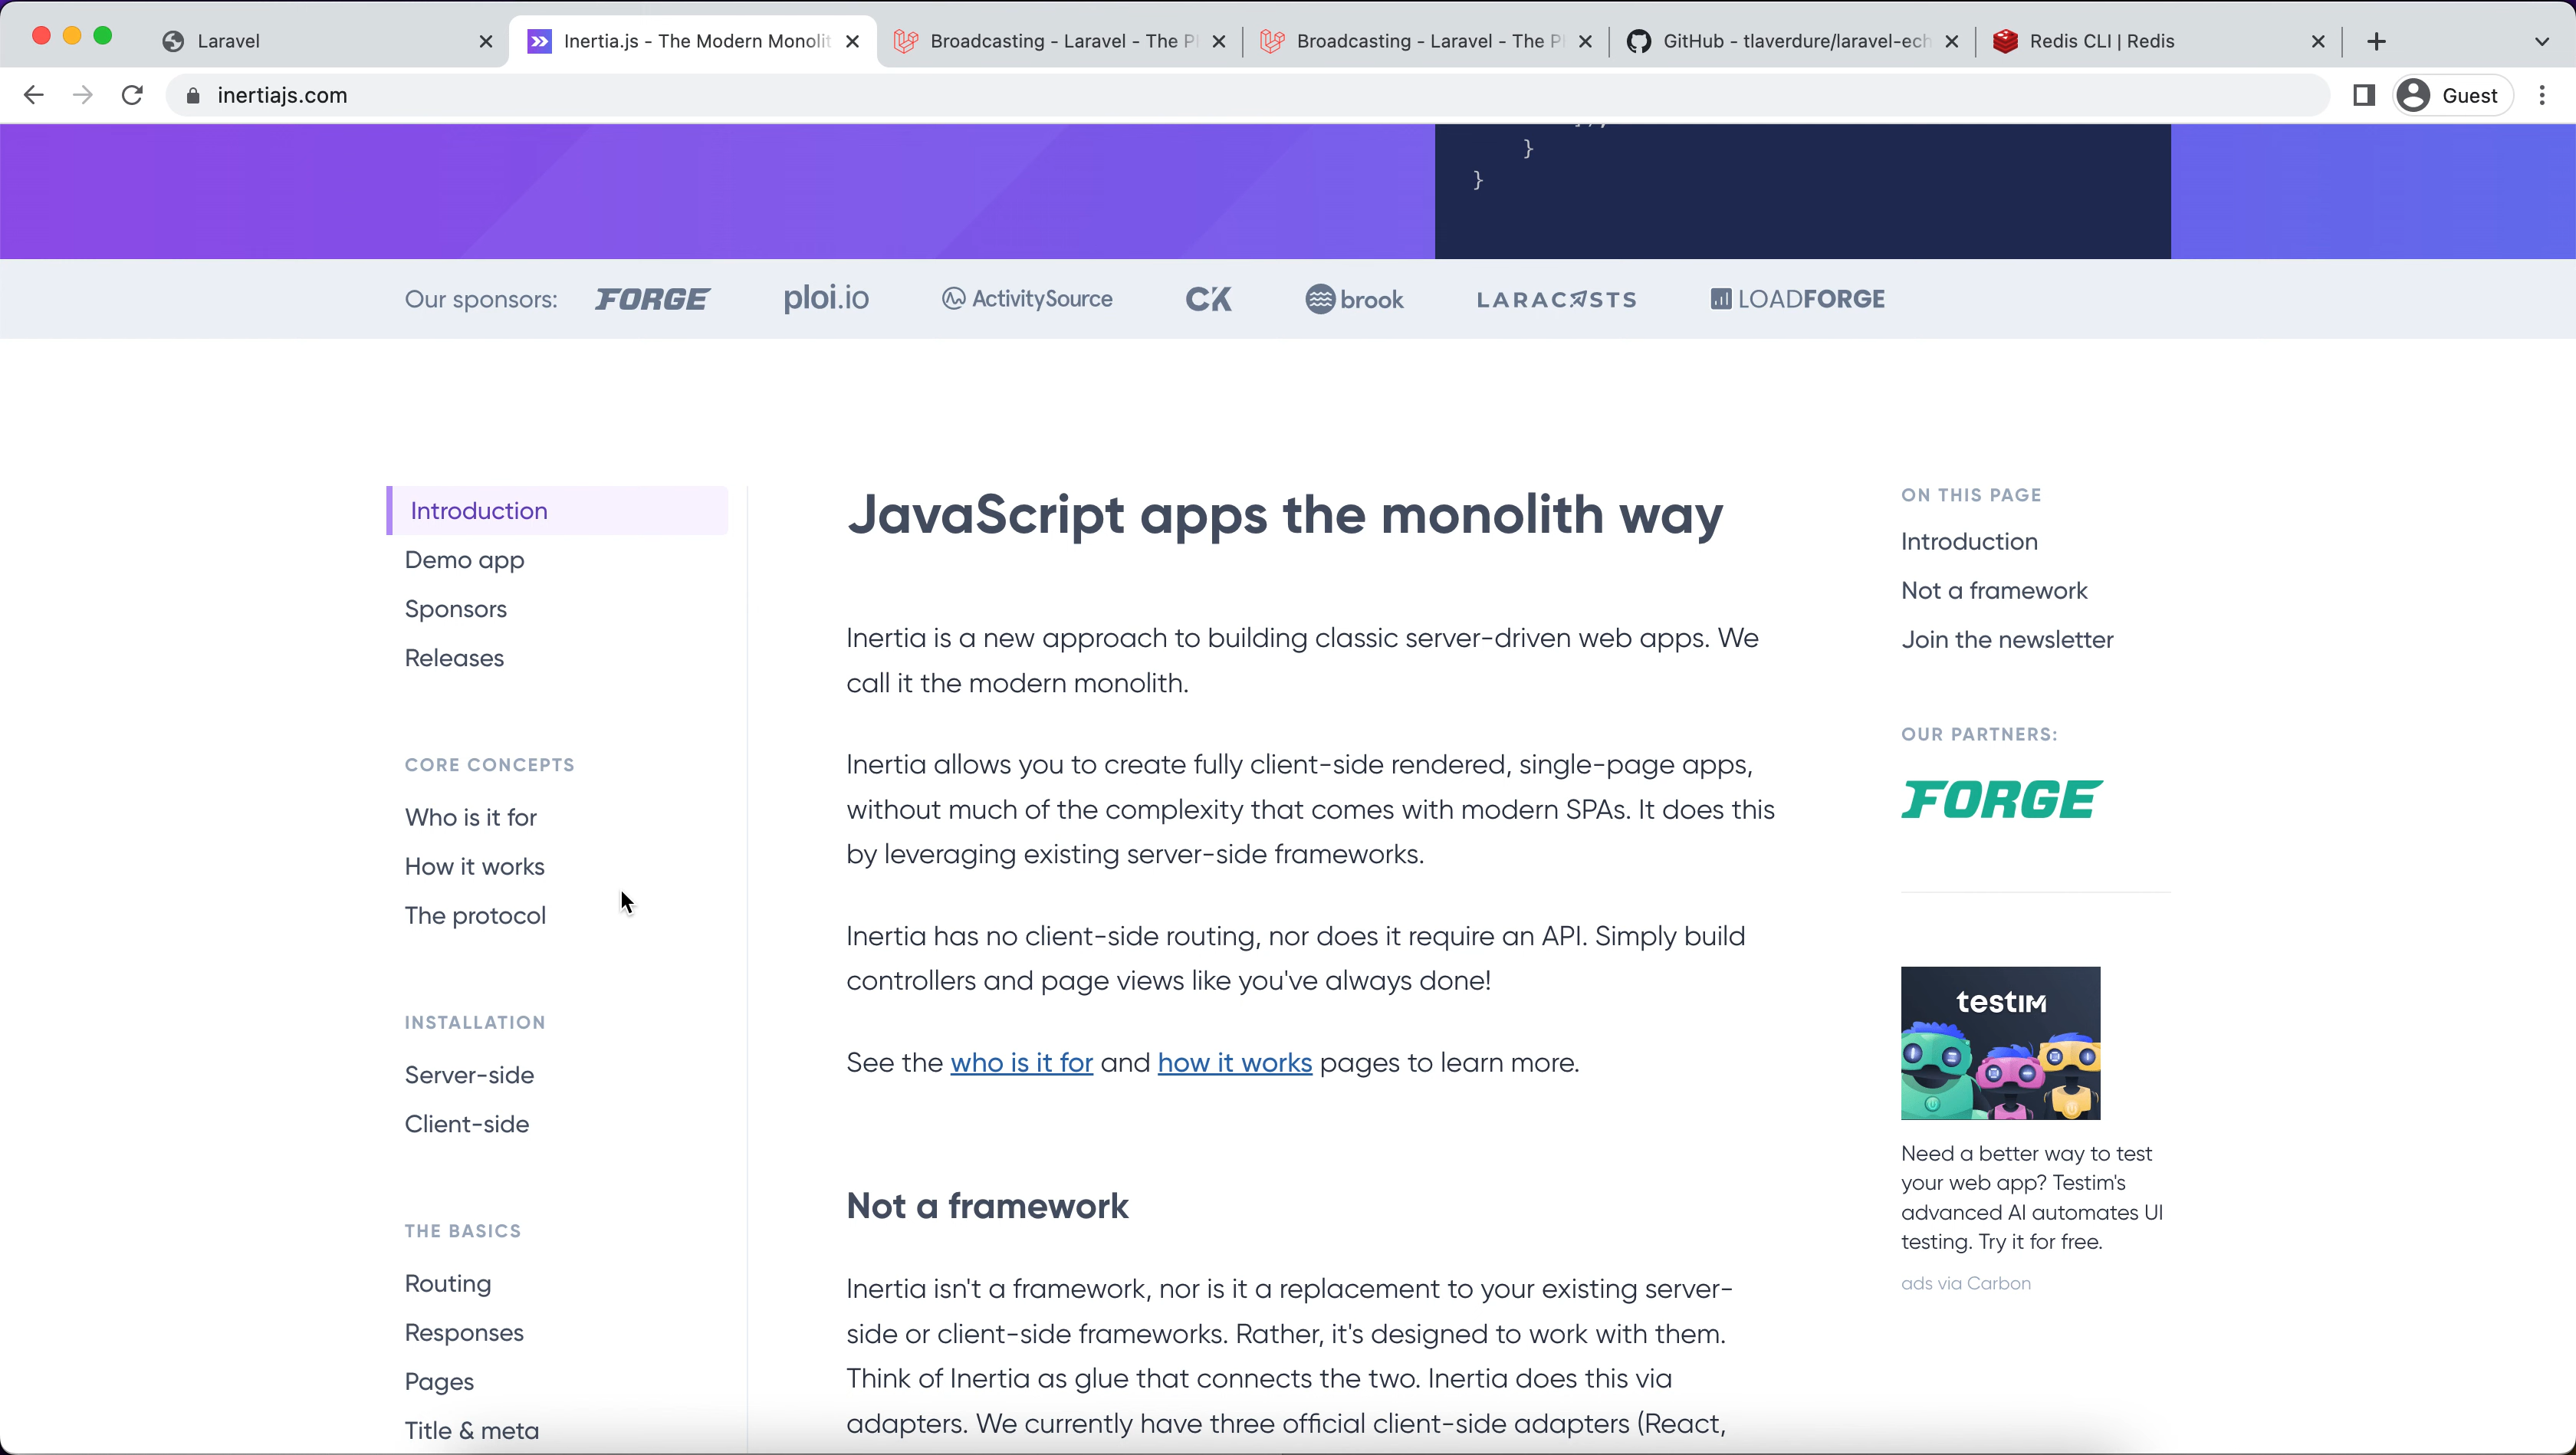 Laravel
Inertia.js - The Modern Monolit
Broadcasting - Laravel - The P
Broadcasting - Laravel - The P
GitHub - tlaverdure/laravel-ech
Redis CLI | Redis
inertiajs.com
Guest
}
}
Our sponsors:
FORGE
ploi.io
ActivitySource
CK
brook
LARACASTS
LOADFORGE
Introduction
Demo app
Sponsors
Releases
CORE CONCEPTS
Who is it for
How it works
The protocol
INSTALLATION
Server-side
Client-side
THE BASICS
Routing
Responses
Pages
Title & meta
JavaScript apps the monolith way
Inertia is a new approach to building classic server-driven web apps. We
call it the modern monolith.
Inertia allows you to create fully client-side rendered, single-page apps,
without much of the complexity that comes with modern SPAs. It does this
by leveraging existing server-side frameworks.
Inertia has no client-side routing, nor does it require an API. Simply build
controllers and page views like you've always done!
See the who is it for and how it works pages to learn more.
Not a framework
Inertia isn't a framework, nor is it a replacement to your existing server-
side or client-side frameworks. Rather, it's designed to work with them.
Think of Inertia as glue that connects the two. Inertia does this via
adapters. We currently have three official client-side adapters (React,
ON THIS PAGE
Introduction
Not a framework
Join the newsletter
OUR PARTNERS:
FORGE
testim
Need a better way to test
your web app? Testim's
advanced AI automates UI
testing. Try it for free.
ads via Carbon